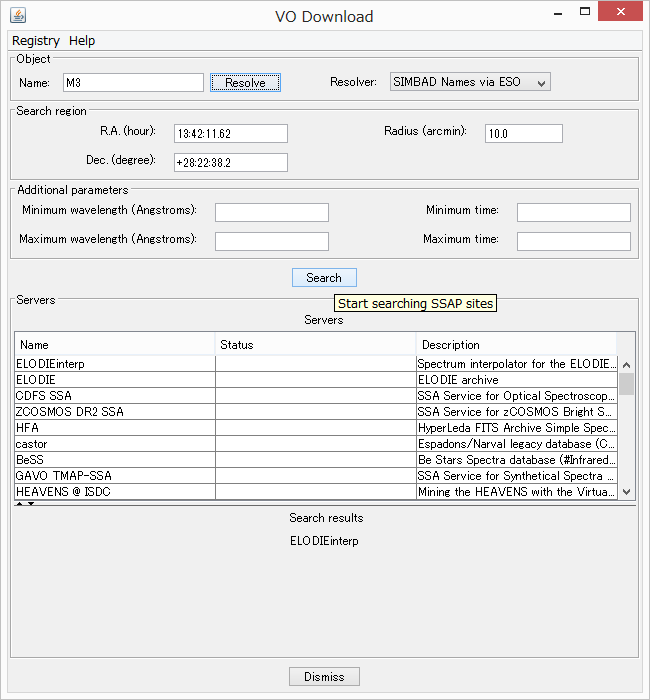 VO Download
Registry Help
Object
Name: M3 Resolve Resolver: SIMBAD Names via ESO
Search region
R.A. (hour): 13:42:11.62 Radius (arcmin): 10.0
Dec. (degree): +28:22:38.2
Additional parameters
Minimum wavelength (Angstroms): Minimum time:
Maximum wavelength (Angstroms): Maximum time:
Search
Start searching SSAP sites
Servers
Servers
Name Status Description
ELODIEinterp Spectrum interpolator for the ELODIE...
ELODIE ELODIE archive
CDFS SSA SSA Service for Optical Spectroscop...
ZCOSMOS DR2 SSA SSA Service for zCOSMOS Bright S...
HFA HyperLeda FITS Archive Simple Spec...
castor Espadons/Narval legacy database (C...
BeSS Be Stars Spectra database (#Infrared...
GAVO TMAP-SSA SSA Service for Synthetical Spectra ...
HEAVENS @ ISDC Mining the HEAVENS with the Virtua...
Search results
ELODIEinterp
Dismiss